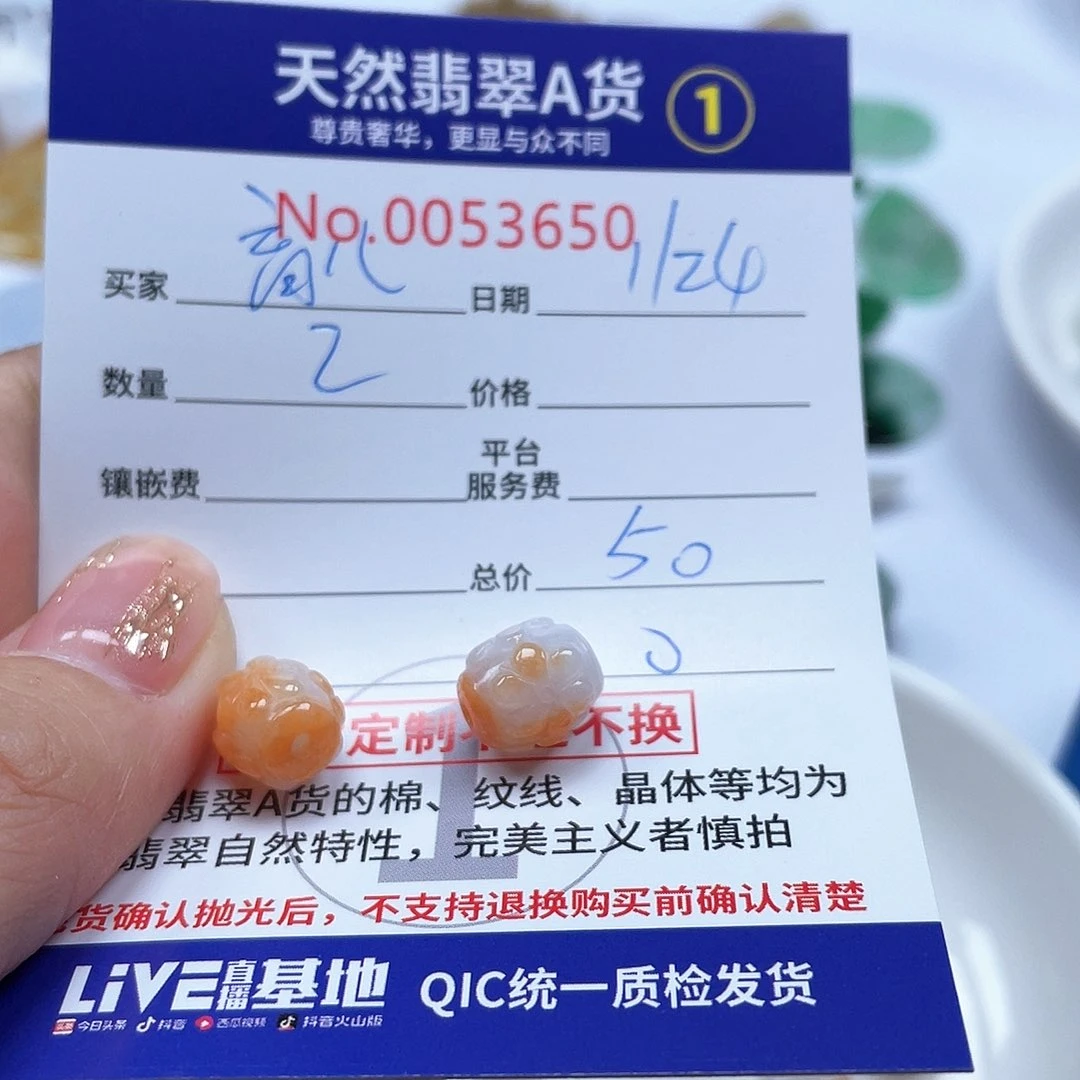 天然翡翠A货 1
尊贵奢华，更显与众不同
No.0053650
买家 日期 1/24
数量 2 价格
镶嵌费 平台服务费
总价 50
0
定制 不换
翡翠A货的棉、纹线、晶体等均为
翡翠自然特性，完美主义者慎拍
货确认抛光后，不支持退换购买前确认清楚
LiVE直播基地 QIC统一质检发货
今日头条 抖音 西瓜视频 抖音火山版